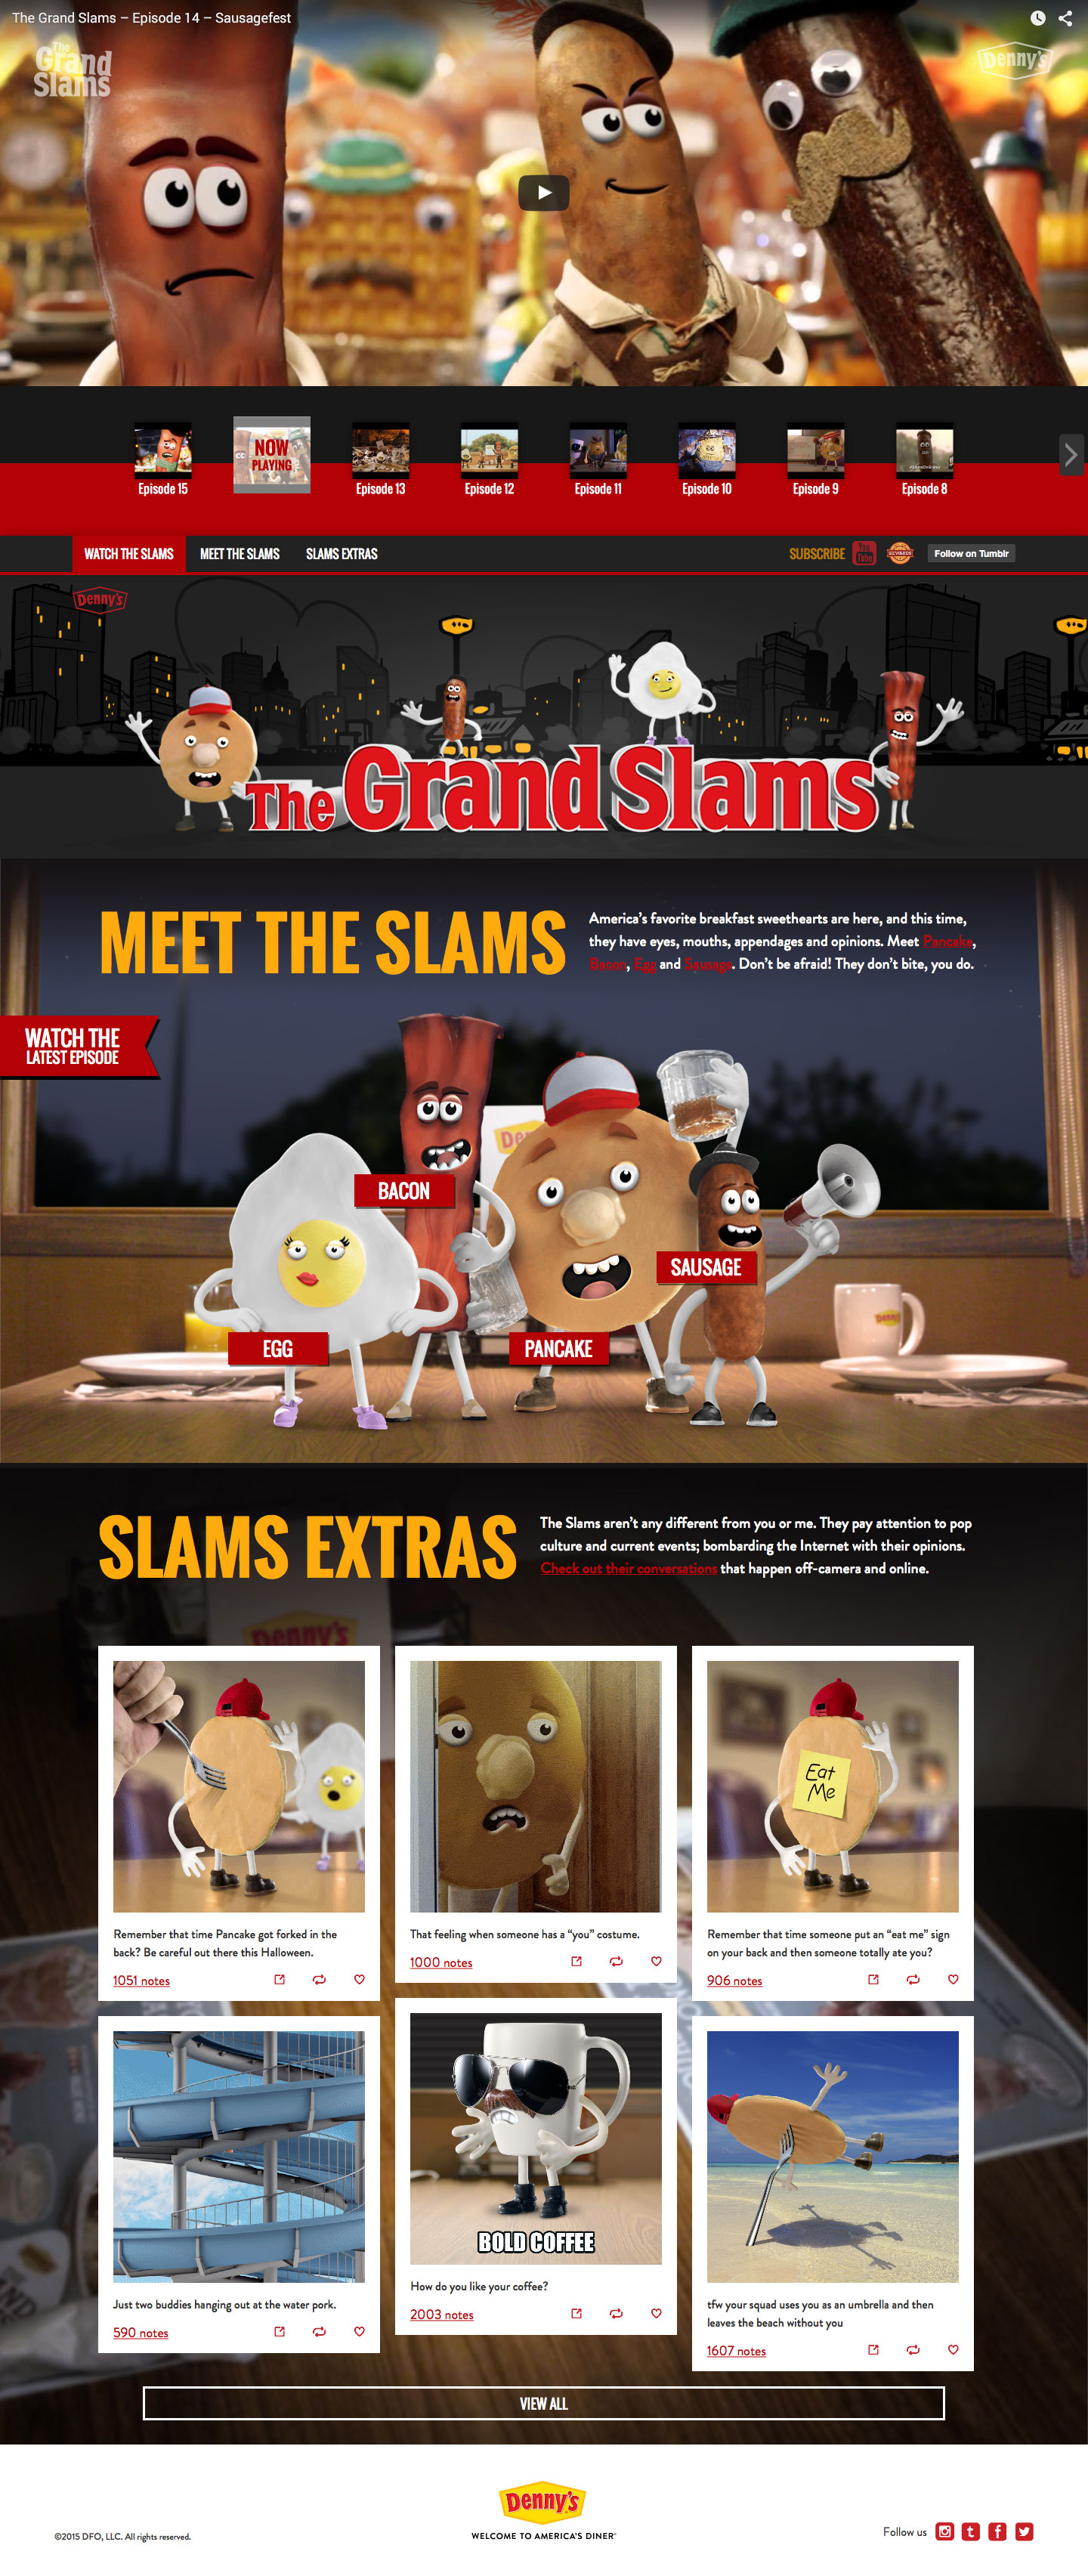 The Grand Slams – Episode 14 – Sausagefest
The
Grand
Slams
Denny's
NOW
PLAYING
Episode 15
Episode 13
Episode 12
Episode 11
Episode 10
Episode 9
Episode 8
WATCH THE SLAMS
MEET THE SLAMS
SLAMS EXTRAS
SUBSCRIBE
You
Tube
REWARDS
Follow on Tumblr
Denny's
The Grand Slams
MEET THE SLAMS
America's favorite breakfast sweethearts are here, and this time,
they have eyes, mouths, appendages and opinions. Meet Pancake,
Bacon, Egg and Sausage. Don't be afraid! They don't bite, you do.
WATCH THE
LATEST EPISODE
De
BACON
SAUSAGE
EGG
PANCAKE
Denny's
SLAMS EXTRAS
The Slams aren't any different from you or me. They pay attention to pop
culture and current events; bombarding the Internet with their opinions.
Check out their conversations that happen off-camera and online.
Denny's
Eat
Me
Remember that time Pancake got forked in the
back? Be careful out there this Halloween.
1051 notes
That feeling when someone has a “you” costume.
1000 notes
Remember that time someone put an “eat me” sign
on your back and then someone totally ate you?
906 notes
Just two buddies hanging out at the water pork.
590 notes
BOLD COFFEE
How do you like your coffee?
2003 notes
tfw your squad uses you as an umbrella and then
leaves the beach without you
1607 notes
VIEW ALL
Denny's
WELCOME TO AMERICA'S DINER
©2015 DFO, LLC. All rights reserved.
Follow us